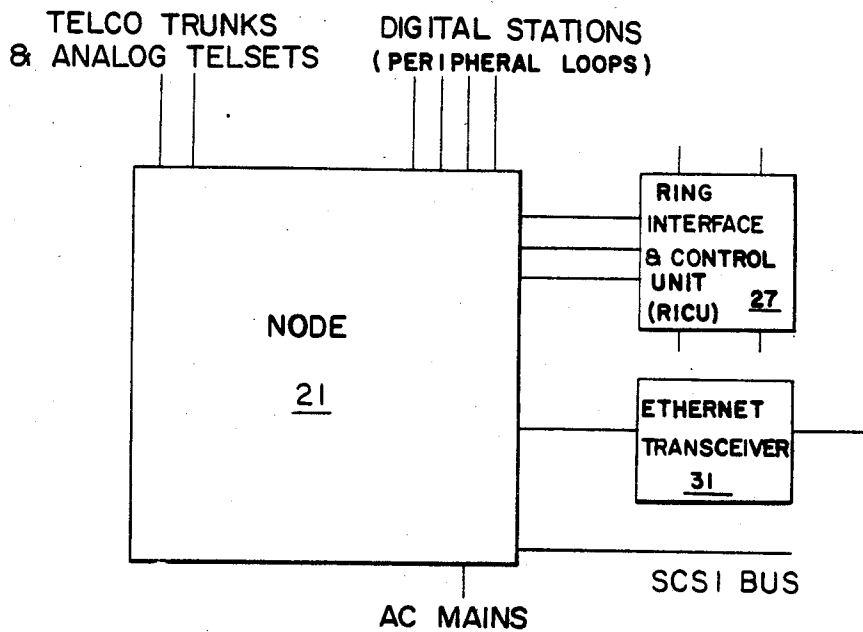 TELCO TRUNKS
& ANALOG TELSETS
DIGITAL STATIONS
(PERIPHERAL LOOPS)
RING
INTERFACE
& CONTROL
UNIT
(RICU) 27
NODE
21
ETHERNET
TRANSCEIVER
31
SCSI BUS
AC MAINS